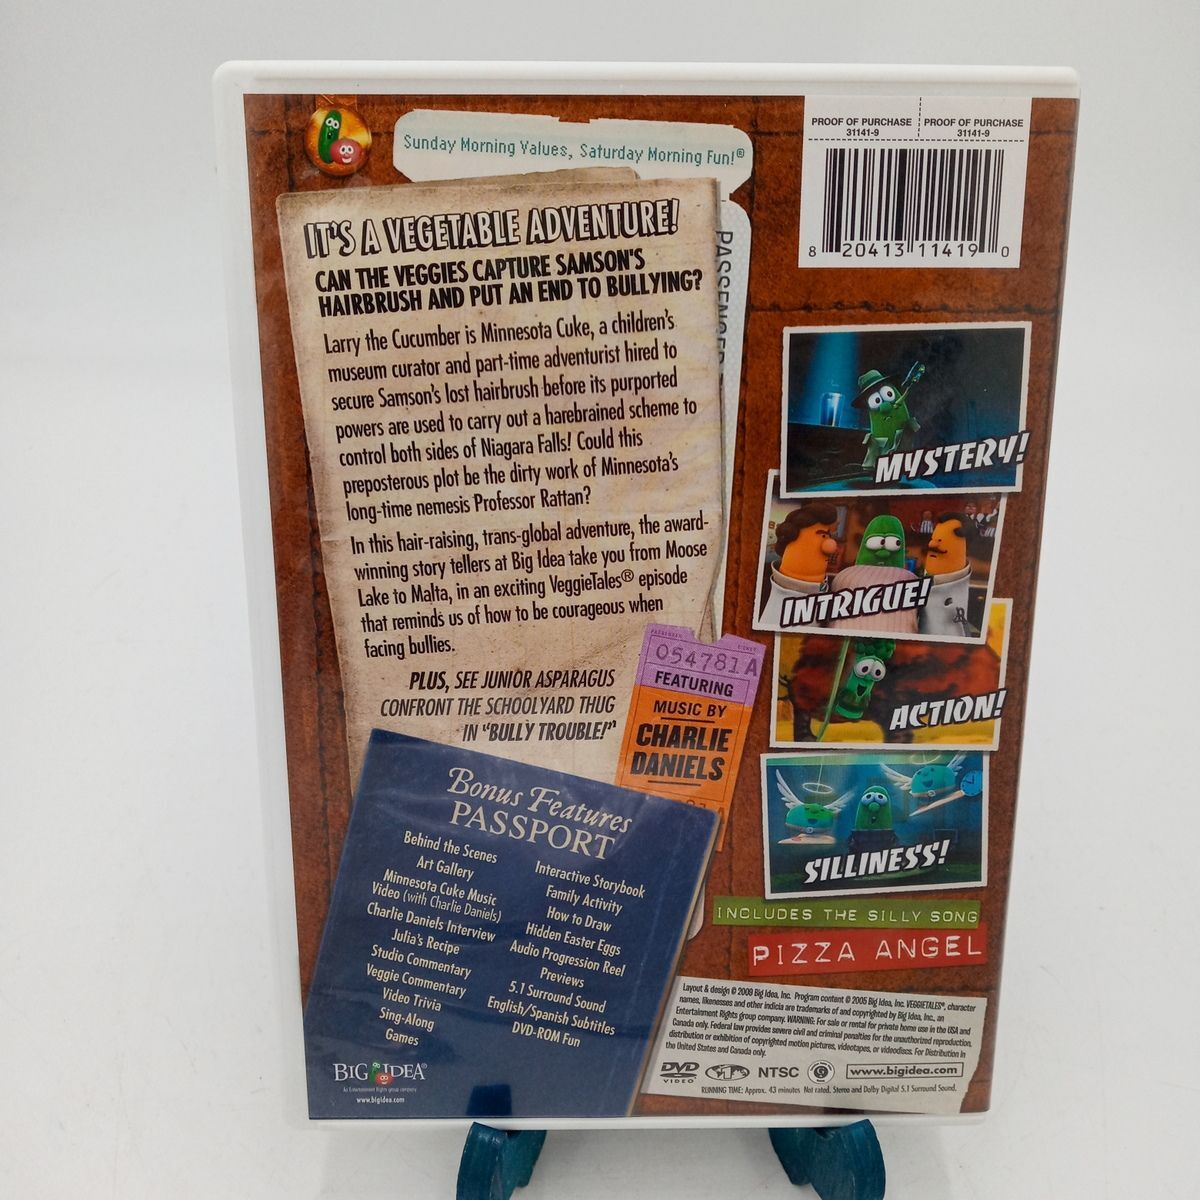 Sunday Morning Values, Saturday Morning Fun!®
PROOF OF PURCHASE
31141-9
PROOF OF PURCHASE
31141-9
8 20413 11419 0
PASSENGER
IT'S A VEGETABLE ADVENTURE!
CAN THE VEGGIES CAPTURE SAMSON'S
HAIRBRUSH AND PUT AN END TO BULLYING?
Larry the Cucumber is Minnesota Cuke, a children's
museum curator and part-time adventurist hired to
secure Samson's lost hairbrush before its purported
powers are used to carry out a harebrained scheme to
control both sides of Niagara Falls! Could this
preposterous plot be the dirty work of Minnesota's
long-time nemesis Professor Rattan?
In this hair-raising, trans-global adventure, the award-
winning story tellers at Big Idea take you from Moose
Lake to Malta, in an exciting VeggieTales® episode
that reminds us of how to be courageous when
facing bullies.
PLUS, SEE JUNIOR ASPARAGUS
CONFRONT THE SCHOOLYARD THUG
IN "BULLY TROUBLE!"
PASSENGER TICKET
054781A
FEATURING
MUSIC BY
CHARLIE
DANIELS
MYSTERY!
INTRIGUE!
ACTION!
SILLINESS!
INCLUDES THE SILLY SONG
PIZZA ANGEL
Bonus Features
PASSPORT
Behind the Scenes
Art Gallery
Minnesota Cuke Music
Video (with Charlie Daniels)
Charlie Daniels Interview
Julia's Recipe
Studio Commentary
Veggie Commentary
Video Trivia
Sing-Along
Games
Interactive Storybook
Family Activity
How to Draw
Hidden Easter Eggs
Audio Progression Reel
Previews
5.1 Surround Sound
English/Spanish Subtitles
DVD-ROM Fun
BIG IDEA®
An Entertainment Rights group company
www.bigidea.com
Layout & design © 2009 Big Idea, Inc. Program content © 2005 Big Idea, Inc. VEGGIETALES®, character
names, likenesses and other indicia are trademarks of and copyrighted by Big Idea, Inc., an
Entertainment Rights group company. WARNING: For sale or rental for private home use in the USA and
Canada only. Federal law provides severe civil and criminal penalties for the unauthorized reproduction,
distribution or exhibition of copyrighted motion pictures, videotapes, or videodiscs. For Distribution in
the United States and Canada only.
DVD VIDEO 1 NTSC www.bigidea.com
RUNNING TIME: Approx. 43 minutes Not rated. Stereo and Dolby Digital 5.1 Surround Sound.